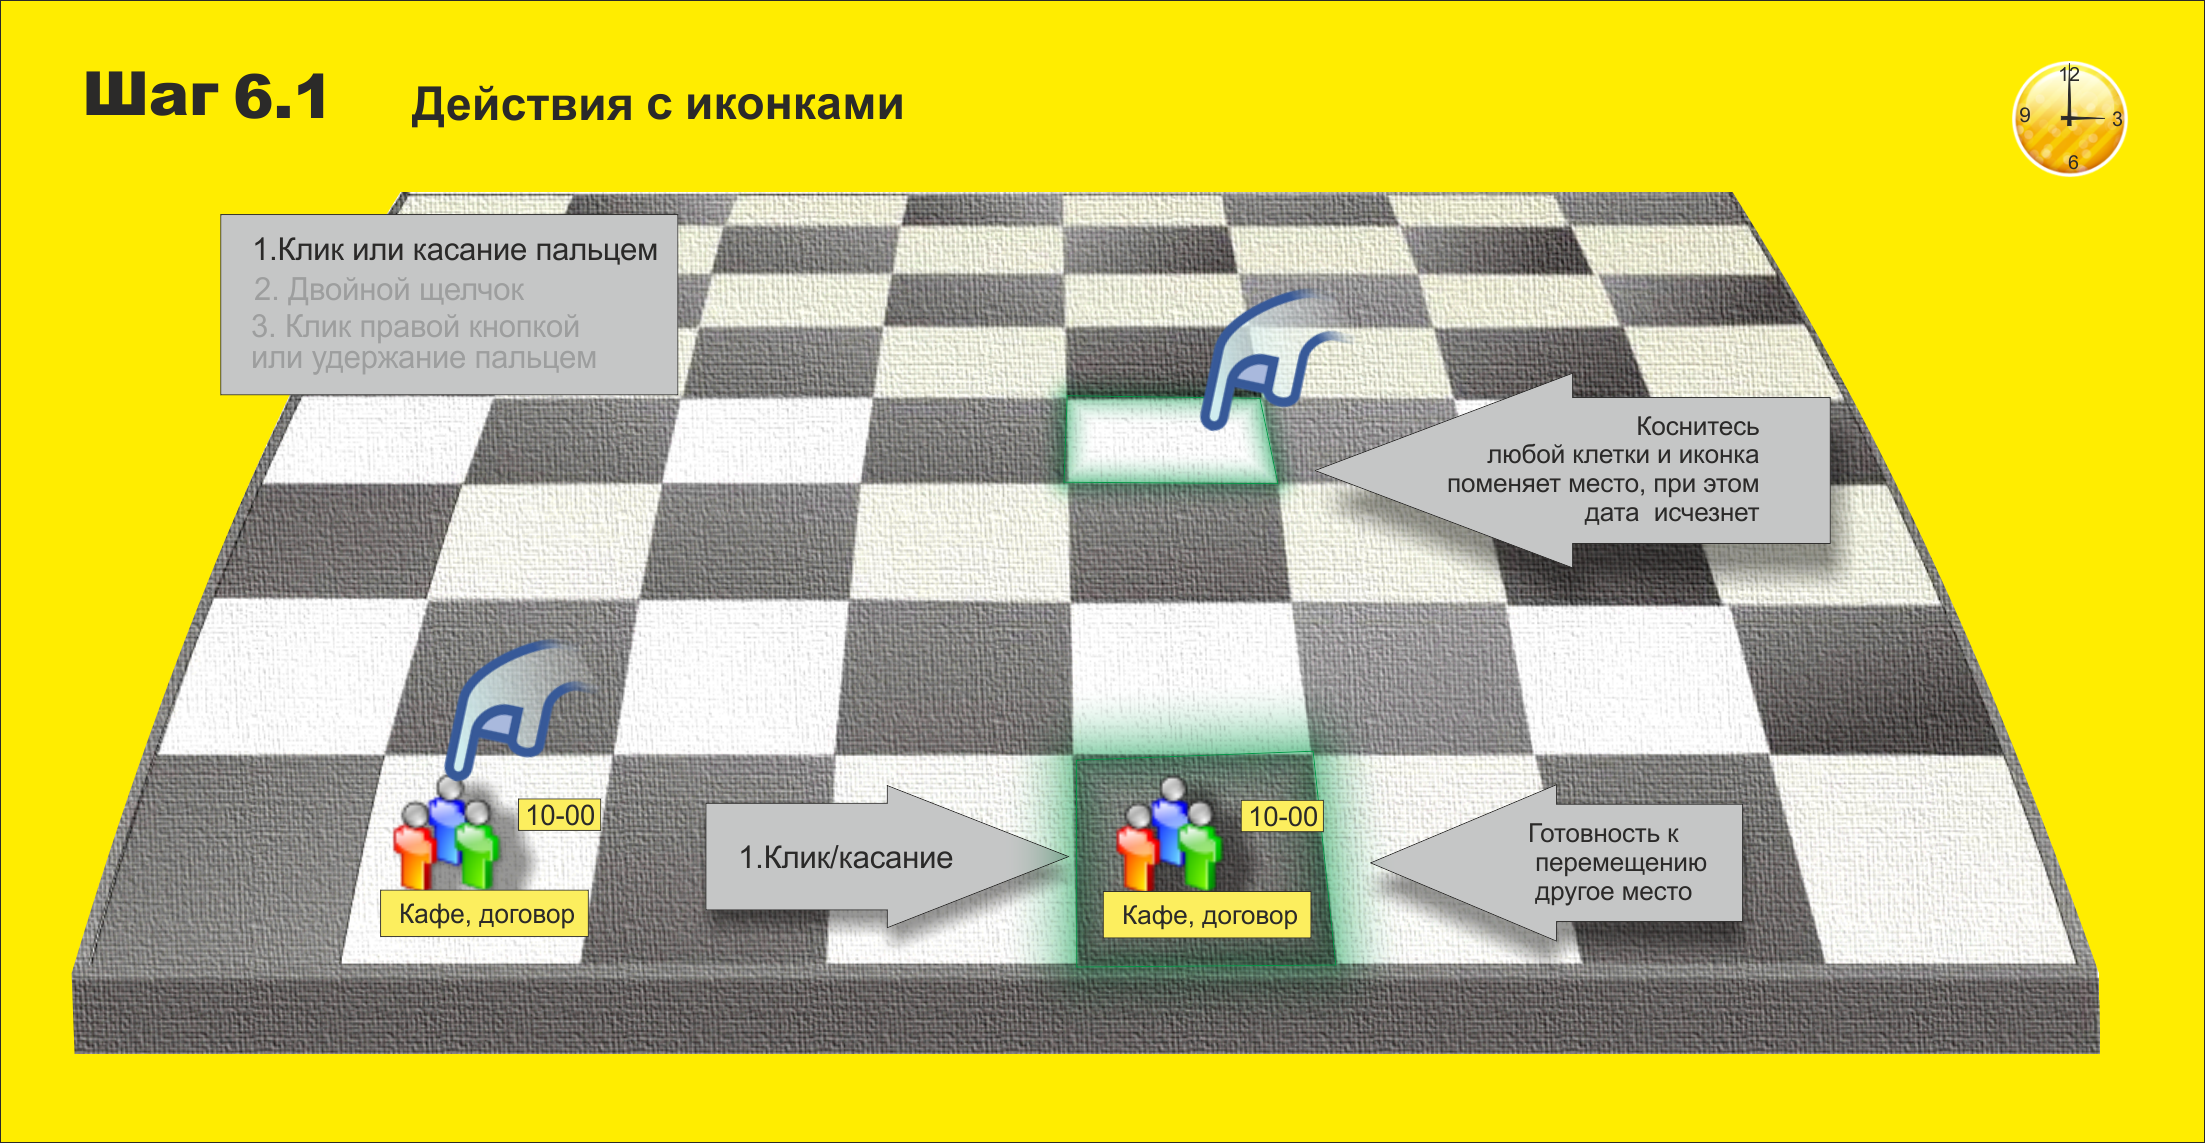 Шаг 6.1
Действия с иконками
12
9
3
6
1.Клик или касание пальцем
2. Двойной щелчок
3. Клик правой кнопкой
или удержание пальцем
Коснитесь
любой клетки и иконка
поменяет место, при этом
дата исчезнет
10-00
Кафе, договор
1.Клик/касание
10-00
Кафе, договор
Готовность к
перемещению
другое место